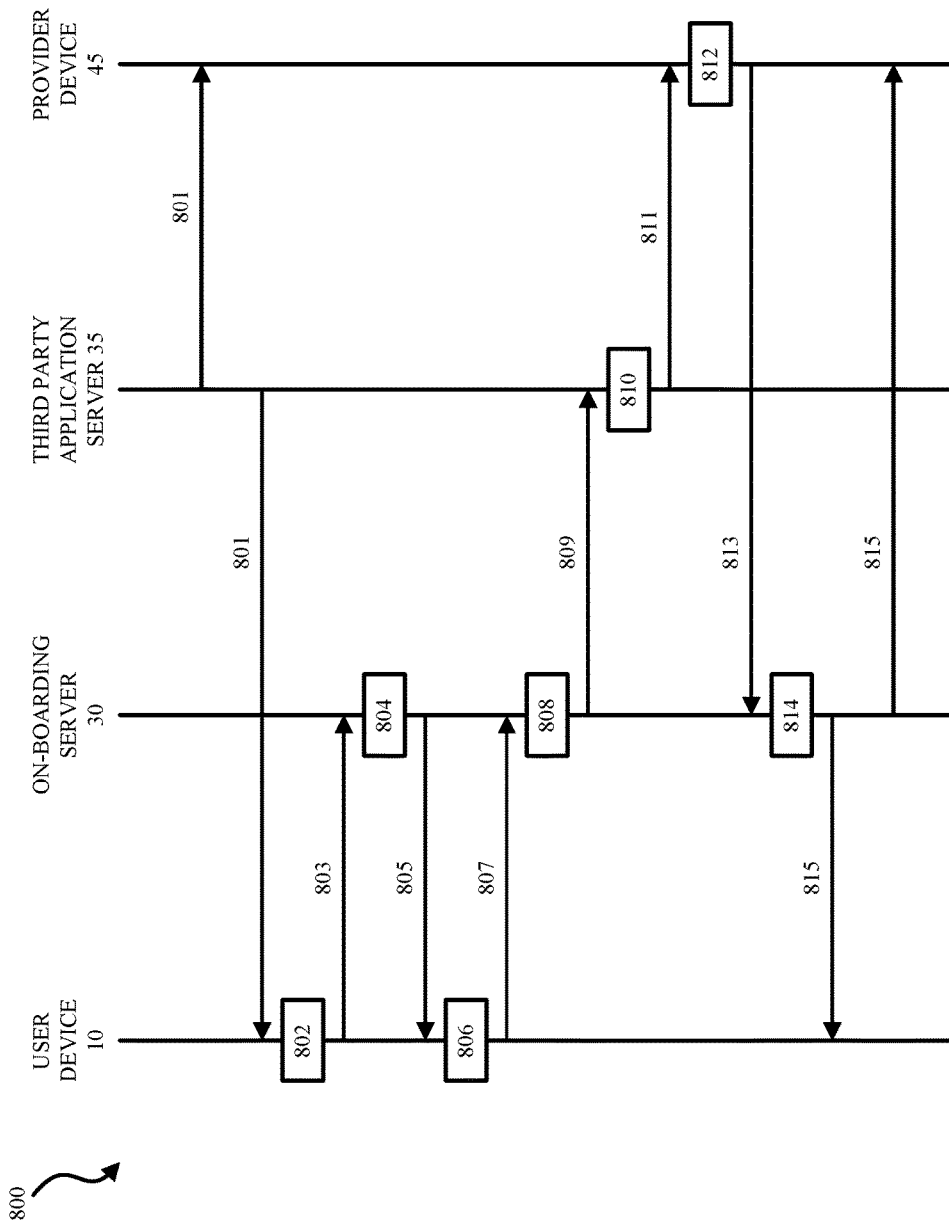 800
USER
DEVICE
10
ON-BOARDING
SERVER
30
THIRD PARTY
APPLICATION
SERVER 35
PROVIDER
DEVICE
45
801
801
802
803
804
805
806
807
808
809
810
811
812
813
814
815
815